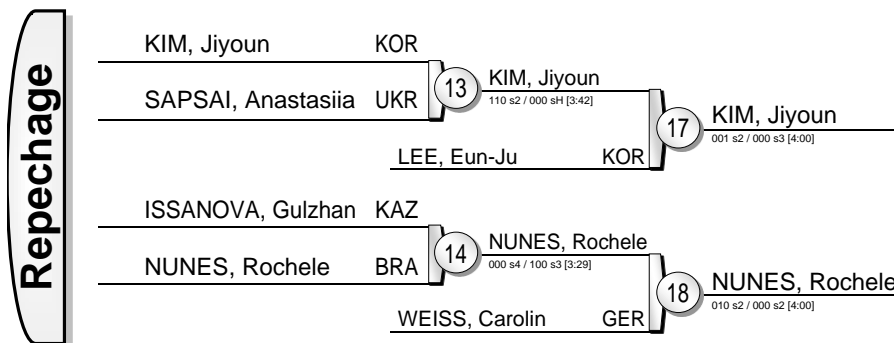 Repechage
KIM, Jiyoun KOR
SAPSAI, Anastasiia UKR
13
KIM, Jiyoun
110 s2 / 000 sH [3:42]
LEE, Eun-Ju KOR
17
KIM, Jiyoun
001 s2 / 000 s3 [4:00]
ISSANOVA, Gulzhan KAZ
NUNES, Rochele BRA
14
NUNES, Rochele
000 s4 / 100 s3 [3:29]
WEISS, Carolin GER
18
NUNES, Rochele
010 s2 / 000 s2 [4:00]